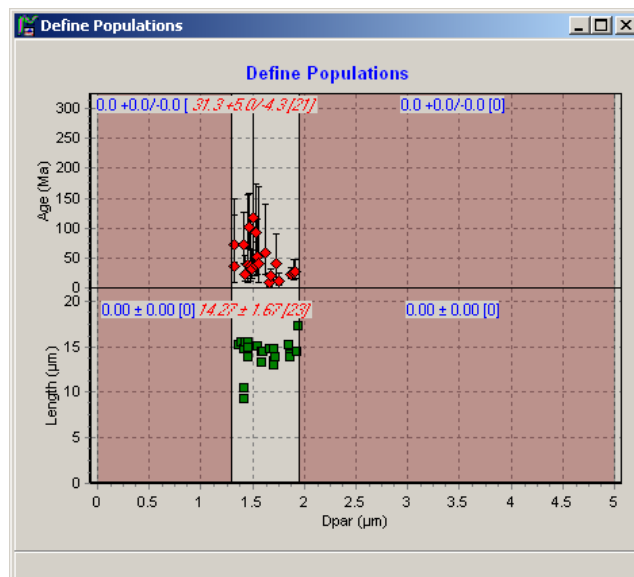 Define Populations
Define Populations
300
0.0 +0.0/-0.0 [ 31.3 +5.0/-4.3 [21] 0.0 +0.0/-0.0 [0]
250
200
150
100
50
0
Age (Ma)
20
0.00 ± 0.00 [0] 14.27 ± 1.67 [23] 0.00 ± 0.00 [0]
15
10
5
0
Length (µm)
0 0.5 1 1.5 2 2.5 3 3.5 4 4.5 5
Dpar (µm)